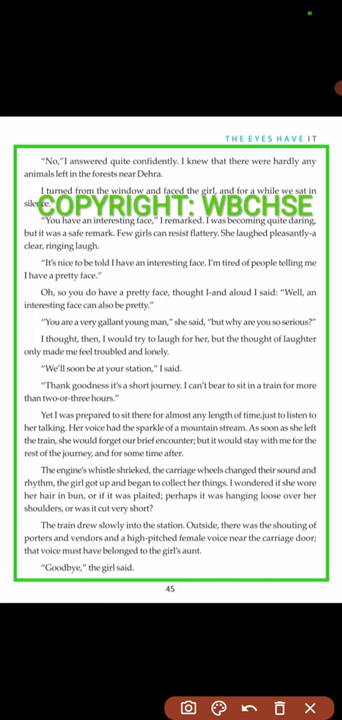 THE EYES HAVE IT
"No,"I answered quite confidently. I knew that there were hardly any
animals left in the forests near Dehra.
I turned from the window and faced the girl, and for a while we sat in
silence.
COPYRIGHT: WBCHSE
"You have an interesting face," I remarked. I was becoming quite daring,
but it was a safe remark. Few girls can resist flattery. She laughed pleasantly-a
clear, ringing laugh.
"It's nice to be told I have an interesting face. I'm tired of people telling me
I have a pretty face."
Oh, so you do have a pretty face, thought I-and aloud I said: "Well, an
interesting face can also be pretty."
"You are a very gallant young man," she said, "but why are you so serious?"
I thought, then, I would try to laugh for her, but the thought of laughter
only made me feel troubled and lonely.
"We'll soon be at your station," I said.
"Thank goodness it's a short journey. I can't bear to sit in a train for more
than two-or-three hours."
Yet I was prepared to sit there for almost any length of time,just to listen to
her talking. Her voice had the sparkle of a mountain stream. As soon as she left
the train, she would forget our brief encounter; but it would stay with me for the
rest of the journey, and for some time after.
The engine's whistle shrieked, the carriage wheels changed their sound and
rhythm, the girl got up and began to collect her things. I wondered if she wore
her hair in bun, or if it was plaited; perhaps it was hanging loose over her
shoulders, or was it cut very short?
The train drew slowly into the station. Outside, there was the shouting of
porters and vendors and a high-pitched female voice near the carriage door;
that voice must have belonged to the girl's aunt.
"Goodbye," the girl said.
45